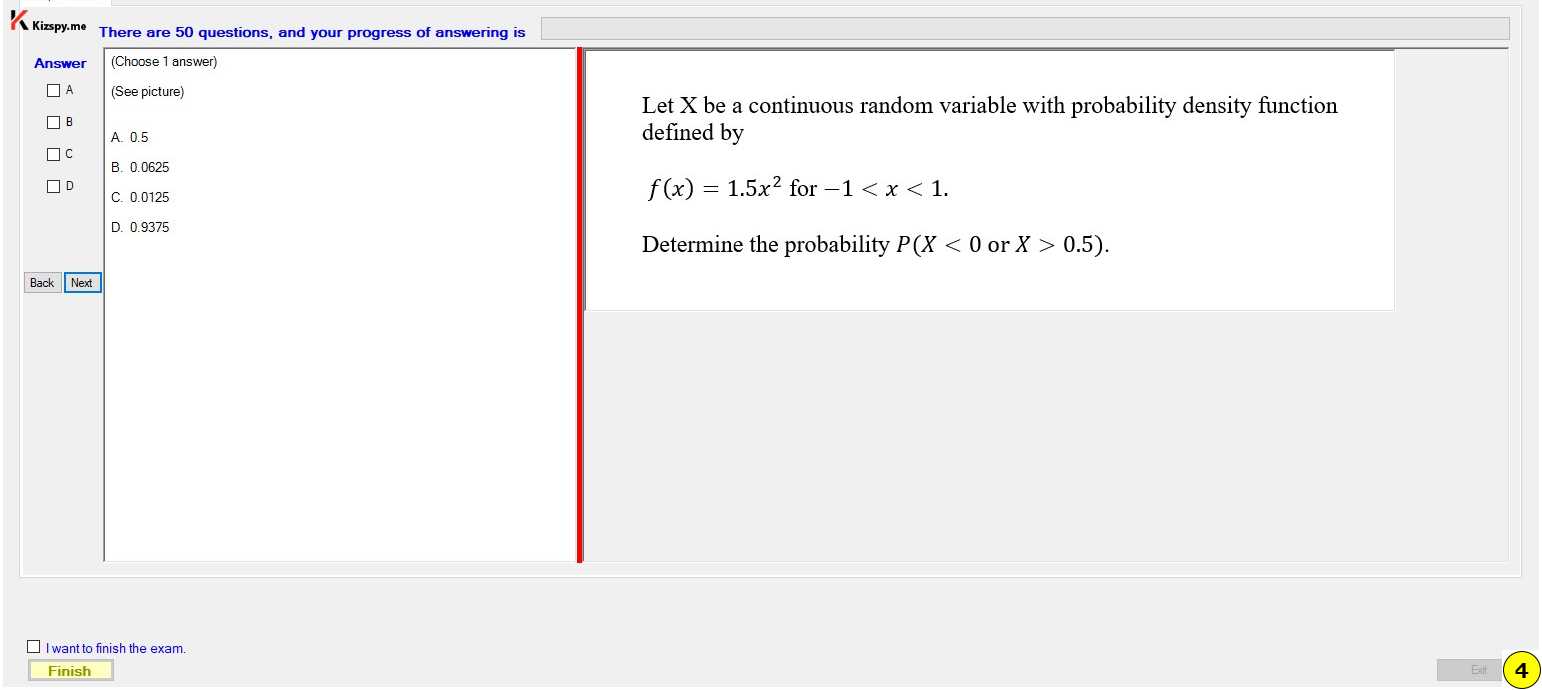 Kizspy.me
There are 50 questions, and your progress of answering is
Answer
A
B
C
D
Back
Next
(Choose 1 answer)
(See picture)
A. 0.5
B. 0.0625
C. 0.0125
D. 0.9375
Let X be a continuous random variable with probability density function
defined by
f(x) = 1.5x² for −1 < x < 1.
Determine the probability P(X < 0 or X > 0.5).
I want to finish the exam.
Finish
Exit
4